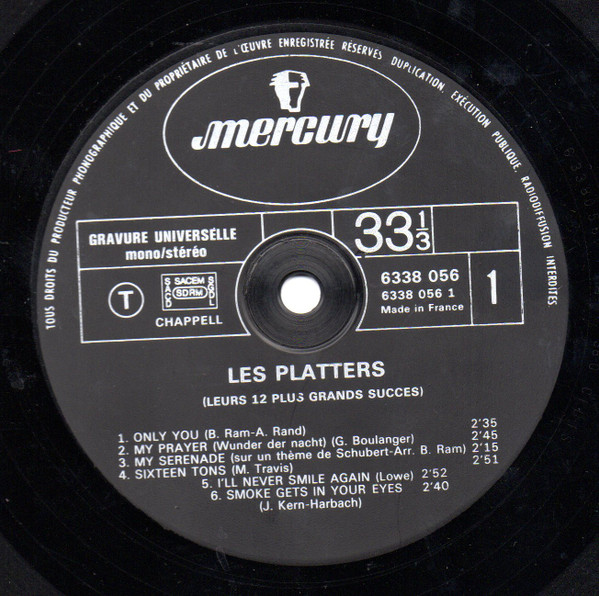 TOUS DROITS DU PRODUCTEUR PHONOGRAPHIQUE ET DU PROPRIÉTAIRE DE L'ŒUVRE ENREGISTRÉE RÉSERVÉS DUPLICATION, EXÉCUTION PUBLIQUE, RADIODIFFUSION INTERDITES
mercury
GRAVURE UNIVERSELLE
mono/stéréo
33 1/3
T
SACEM
SACD
SDRM
SGDL
CHAPPELL
6338 056
6338 056 1
Made in France
1
LES PLATTERS
(LEURS 12 PLUS GRANDS SUCCES)
1. ONLY YOU (B. Ram-A. Rand) 2'35
2. MY PRAYER (Wunder der nacht) (G. Boulanger) 2'45
3. MY SERENADE (sur un thème de Schubert-Arr. B. Ram) 2'15
4. SIXTEEN TONS (M. Travis) 2'51
5. I'LL NEVER SMILE AGAIN (Lowe) 2'52
6. SMOKE GETS IN YOUR EYES 2'40
(J. Kern-Harbach)